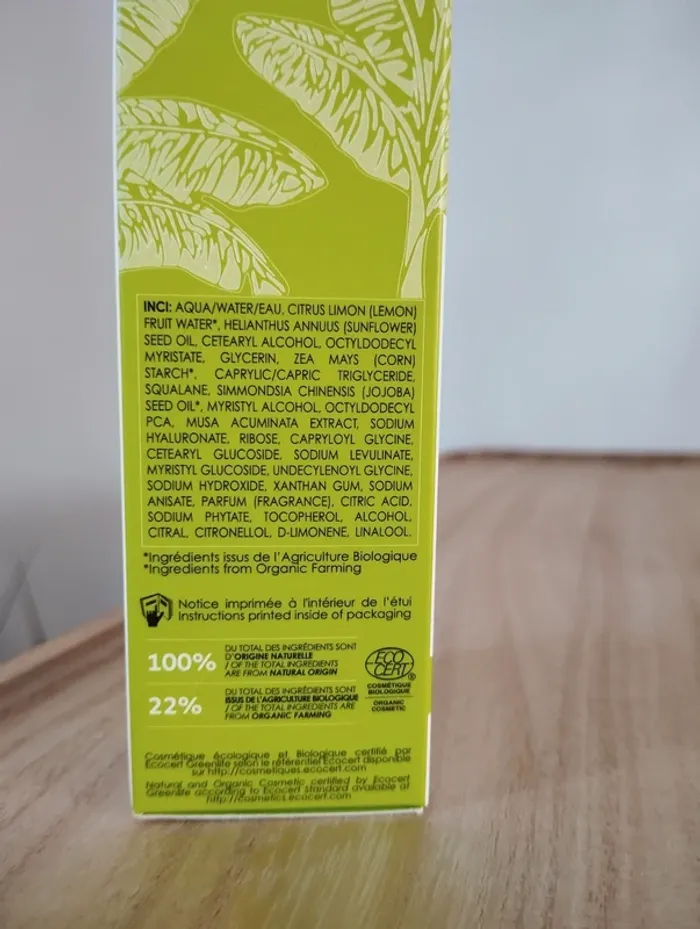 INCI: AQUA/WATER/EAU, CITRUS LIMON (LEMON)
FRUIT WATER*, HELIANTHUS ANNUUS (SUNFLOWER)
SEED OIL, CETEARYL ALCOHOL, OCTYLDODECYL
MYRISTATE, GLYCERIN, ZEA MAYS (CORN)
STARCH*, CAPRYLIC/CAPRIC TRIGLYCERIDE,
SQUALANE, SIMMONDSIA CHINENSIS (JOJOBA)
SEED OIL*, MYRISTYL ALCOHOL, OCTYLDODECYL
PCA, MUSA ACUMINATA EXTRACT, SODIUM
HYALURONATE, RIBOSE, CAPRYLOYL GLYCINE,
CETEARYL GLUCOSIDE, SODIUM LEVULINATE,
MYRISTYL GLUCOSIDE, UNDECYLENOYL GLYCINE,
SODIUM HYDROXIDE, XANTHAN GUM, SODIUM
ANISATE, PARFUM (FRAGRANCE), CITRIC ACID,
SODIUM PHYTATE, TOCOPHEROL, ALCOHOL,
CITRAL, CITRONELLOL, D-LIMONENE, LINALOOL.
*Ingrédients issus de l'Agriculture Biologique
*Ingredients from Organic Farming
Notice imprimée à l'intérieur de l'étui
Instructions printed inside of packaging
100%
DU TOTAL DES INGRÉDIENTS SONT
D'ORIGINE NATURELLE
/ OF THE TOTAL INGREDIENTS
ARE FROM NATURAL ORIGIN
22%
DU TOTAL DES INGRÉDIENTS SONT
ISSUS DE L'AGRICULTURE BIOLOGIQUE
/ OF THE TOTAL INGREDIENTS ARE
FROM ORGANIC FARMING
ECO
CERT®
COSMÉTIQUE
BIOLOGIQUE
ORGANIC
COSMETIC
Cosmétique écologique et Biologique certifié par
Ecocert Greenlife selon le référentiel Ecocert disponible
sur http://cosmetiques.ecocert.com
Natural and Organic Cosmetic certified by Ecocert
Greenlife according to Ecocert standard available at
http://cosmetics.ecocert.com